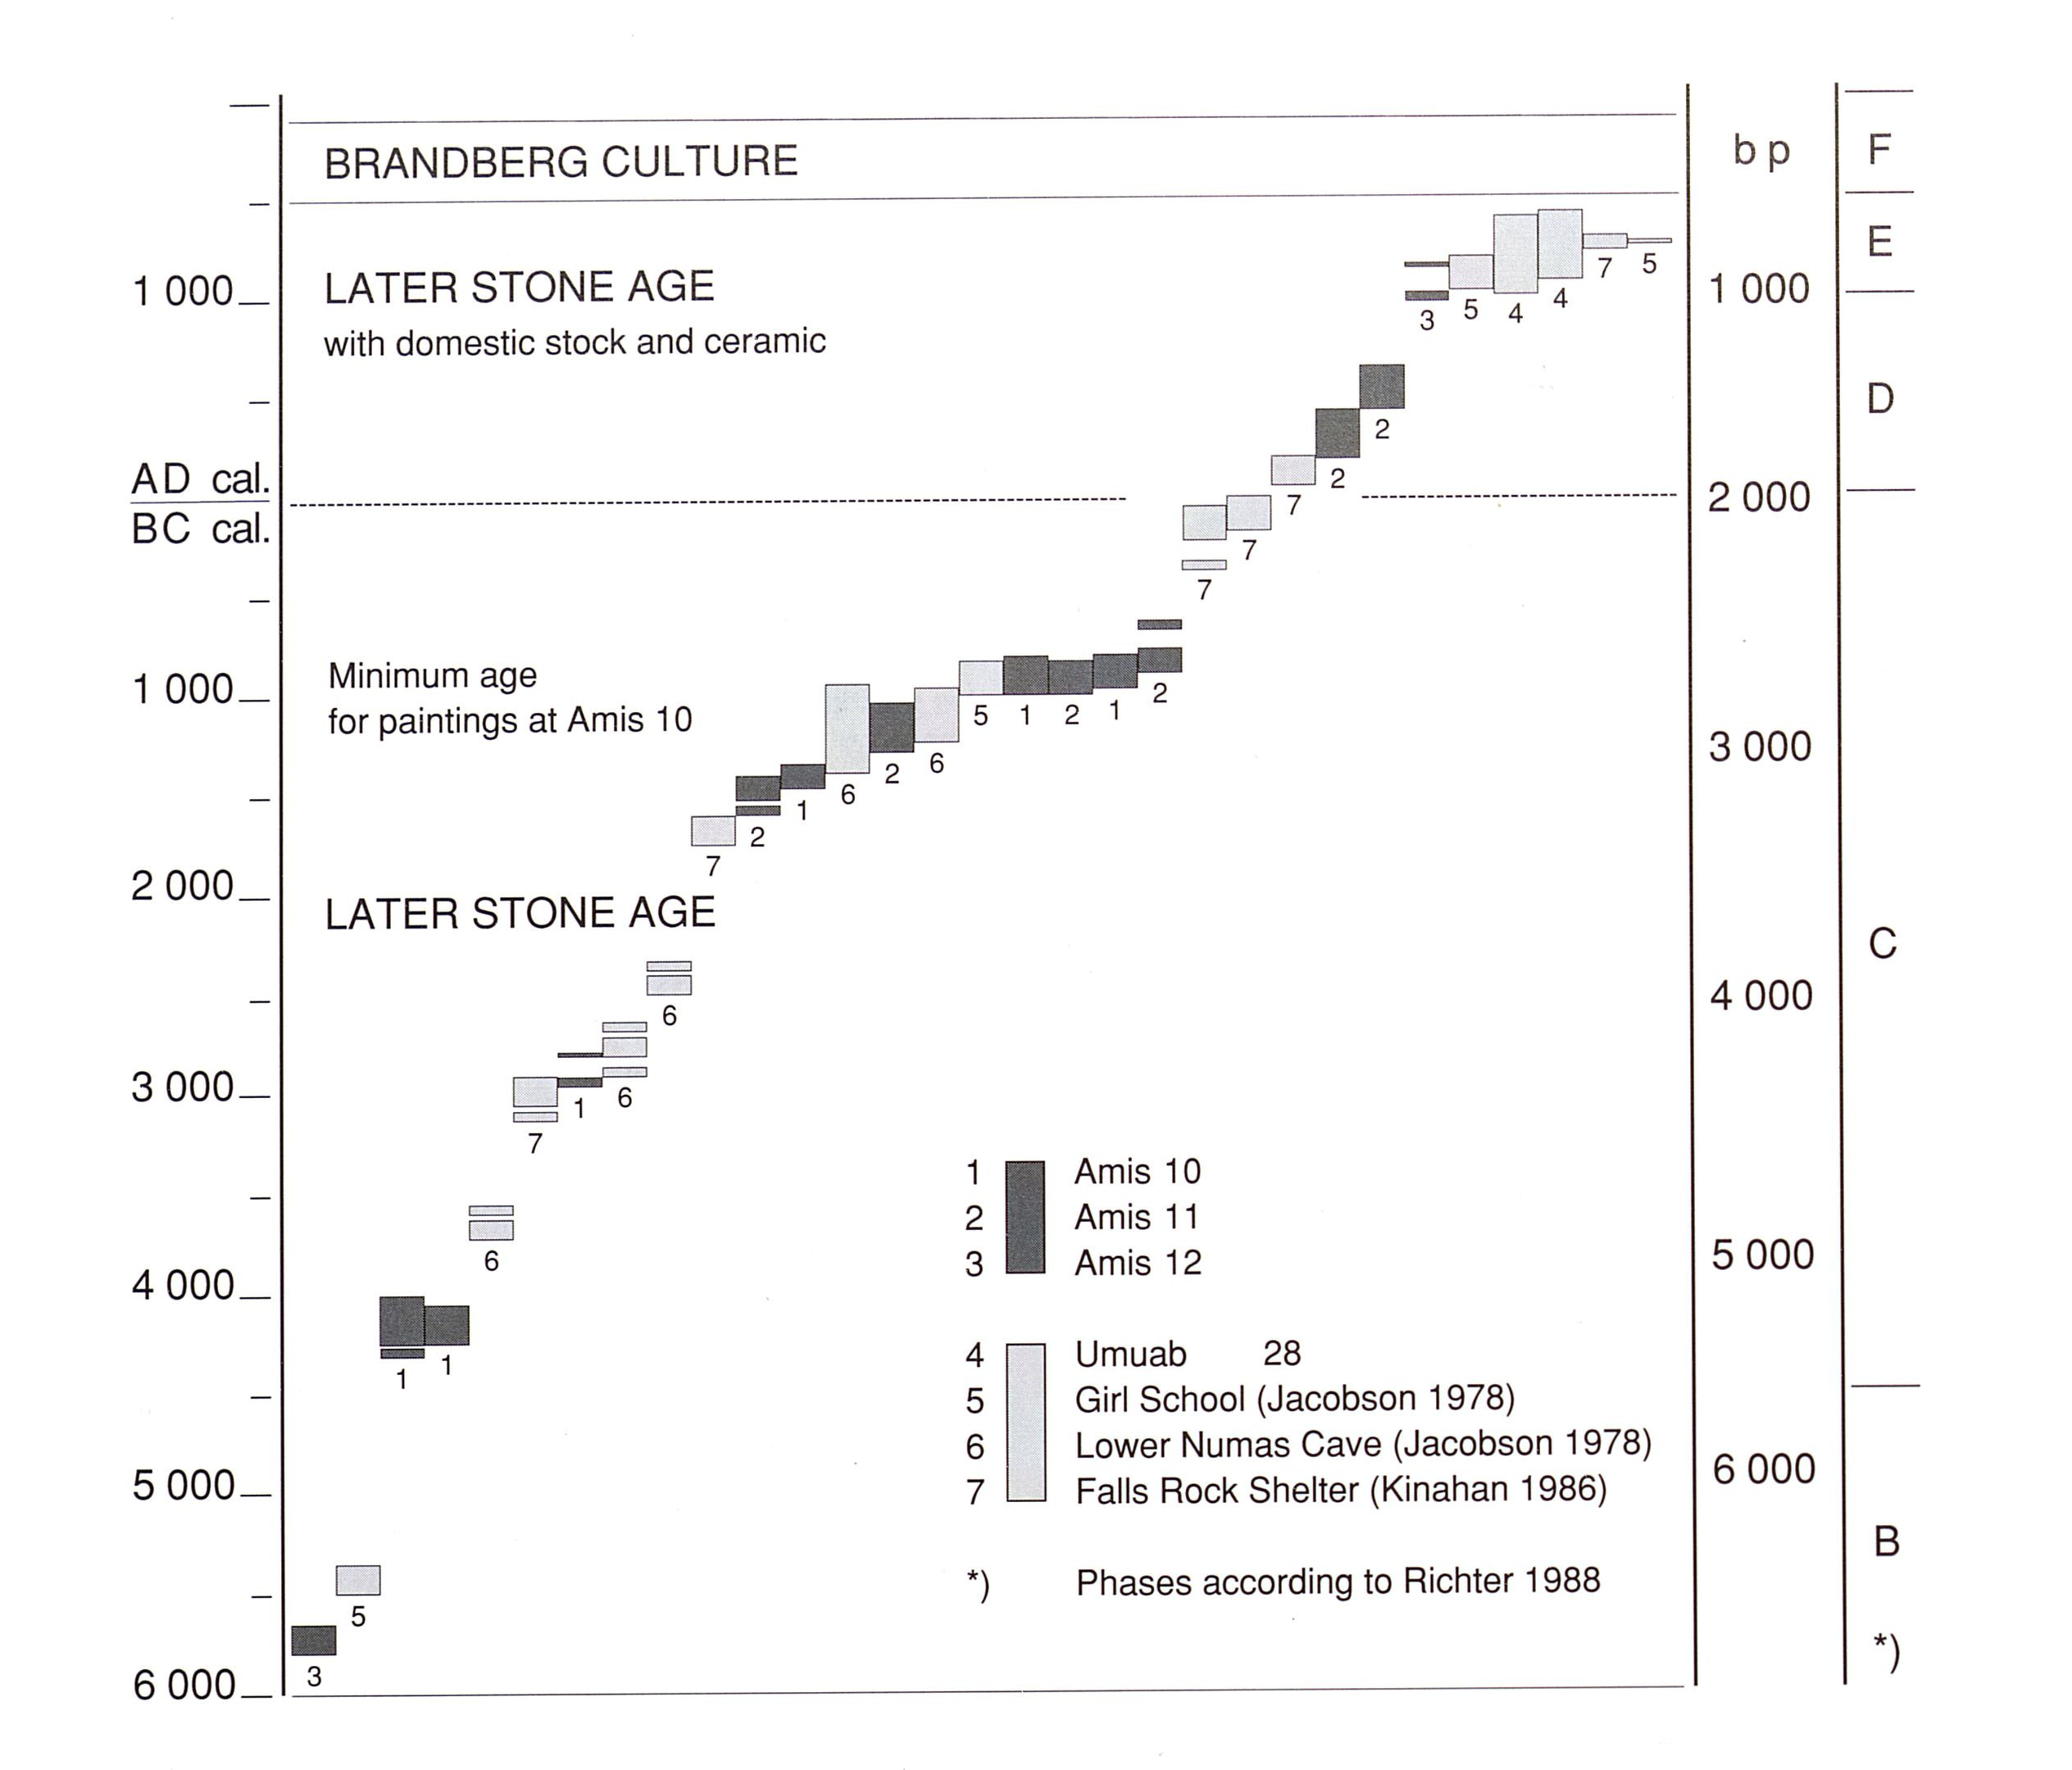 BRANDBERG CULTURE
bp
F
E
LATER STONE AGE
with domestic stock and ceramic
1 000
1 000
7
5
5
4
4
3
D
2
2
AD cal.
BC cal.
2 000
7
7
7
Minimum age
for paintings at Amis 10
1 000
5
1
2
1
2
3 000
6
2
6
1
2
7
2 000
LATER STONE AGE
C
4 000
6
3 000
7
1
6
6
1 Amis 10
2 Amis 11
3 Amis 12
5 000
4 000
1
1
4 Umuab 28
5 Girl School (Jacobson 1978)
6 Lower Numas Cave (Jacobson 1978)
7 Falls Rock Shelter (Kinahan 1986)
6 000
5 000
B
*) Phases according to Richter 1988
5
*)
3
6 000